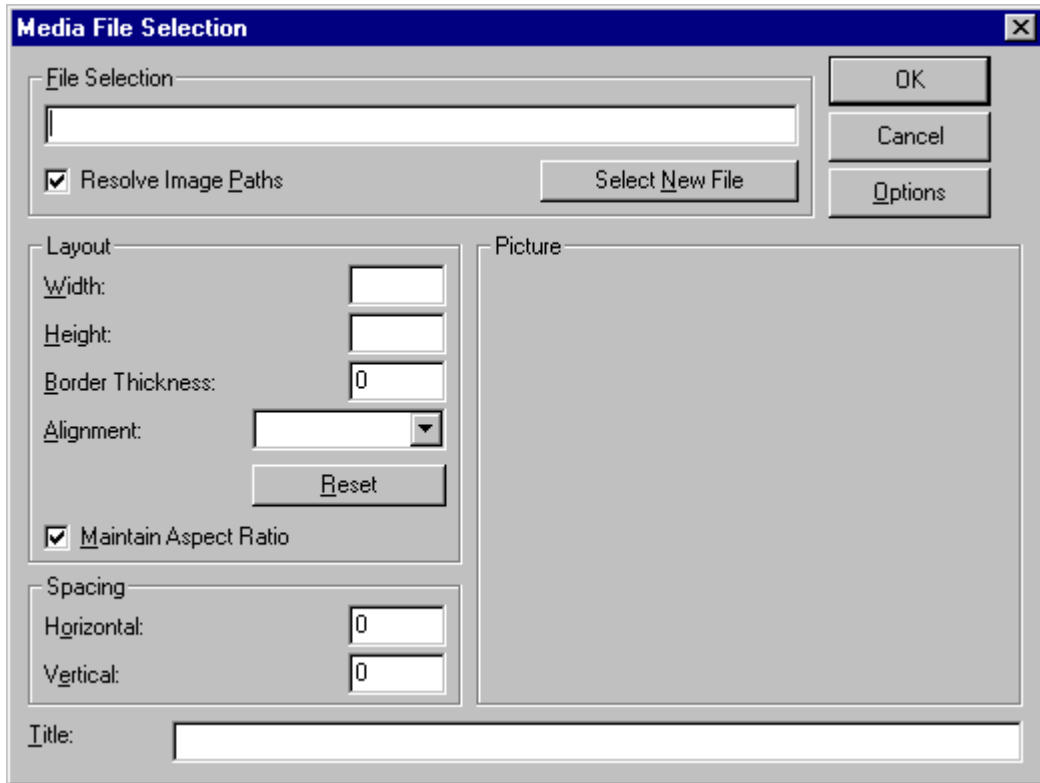 Media File Selection
File Selection
OK
Cancel
Resolve Image Paths
Select New File
Options
Layout
Picture
Width:
Height:
Border Thickness: 0
Alignment:
Reset
Maintain Aspect Ratio
Spacing
Horizontal: 0
Vertical: 0
Title: